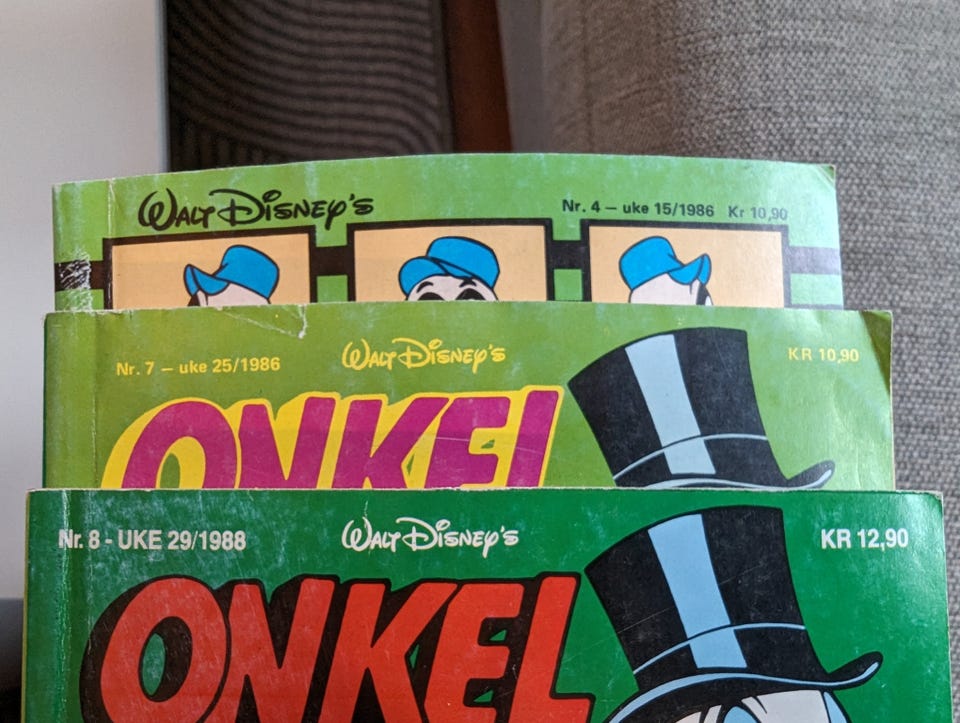 Walt Disney's
Nr. 4 – uke 15/1986 Kr 10,90
Nr. 7 – uke 25/1986
Walt Disney's
KR 10,90
ONKEL
Nr. 8 - UKE 29/1988
Walt Disney's
KR 12,90
ONKEL